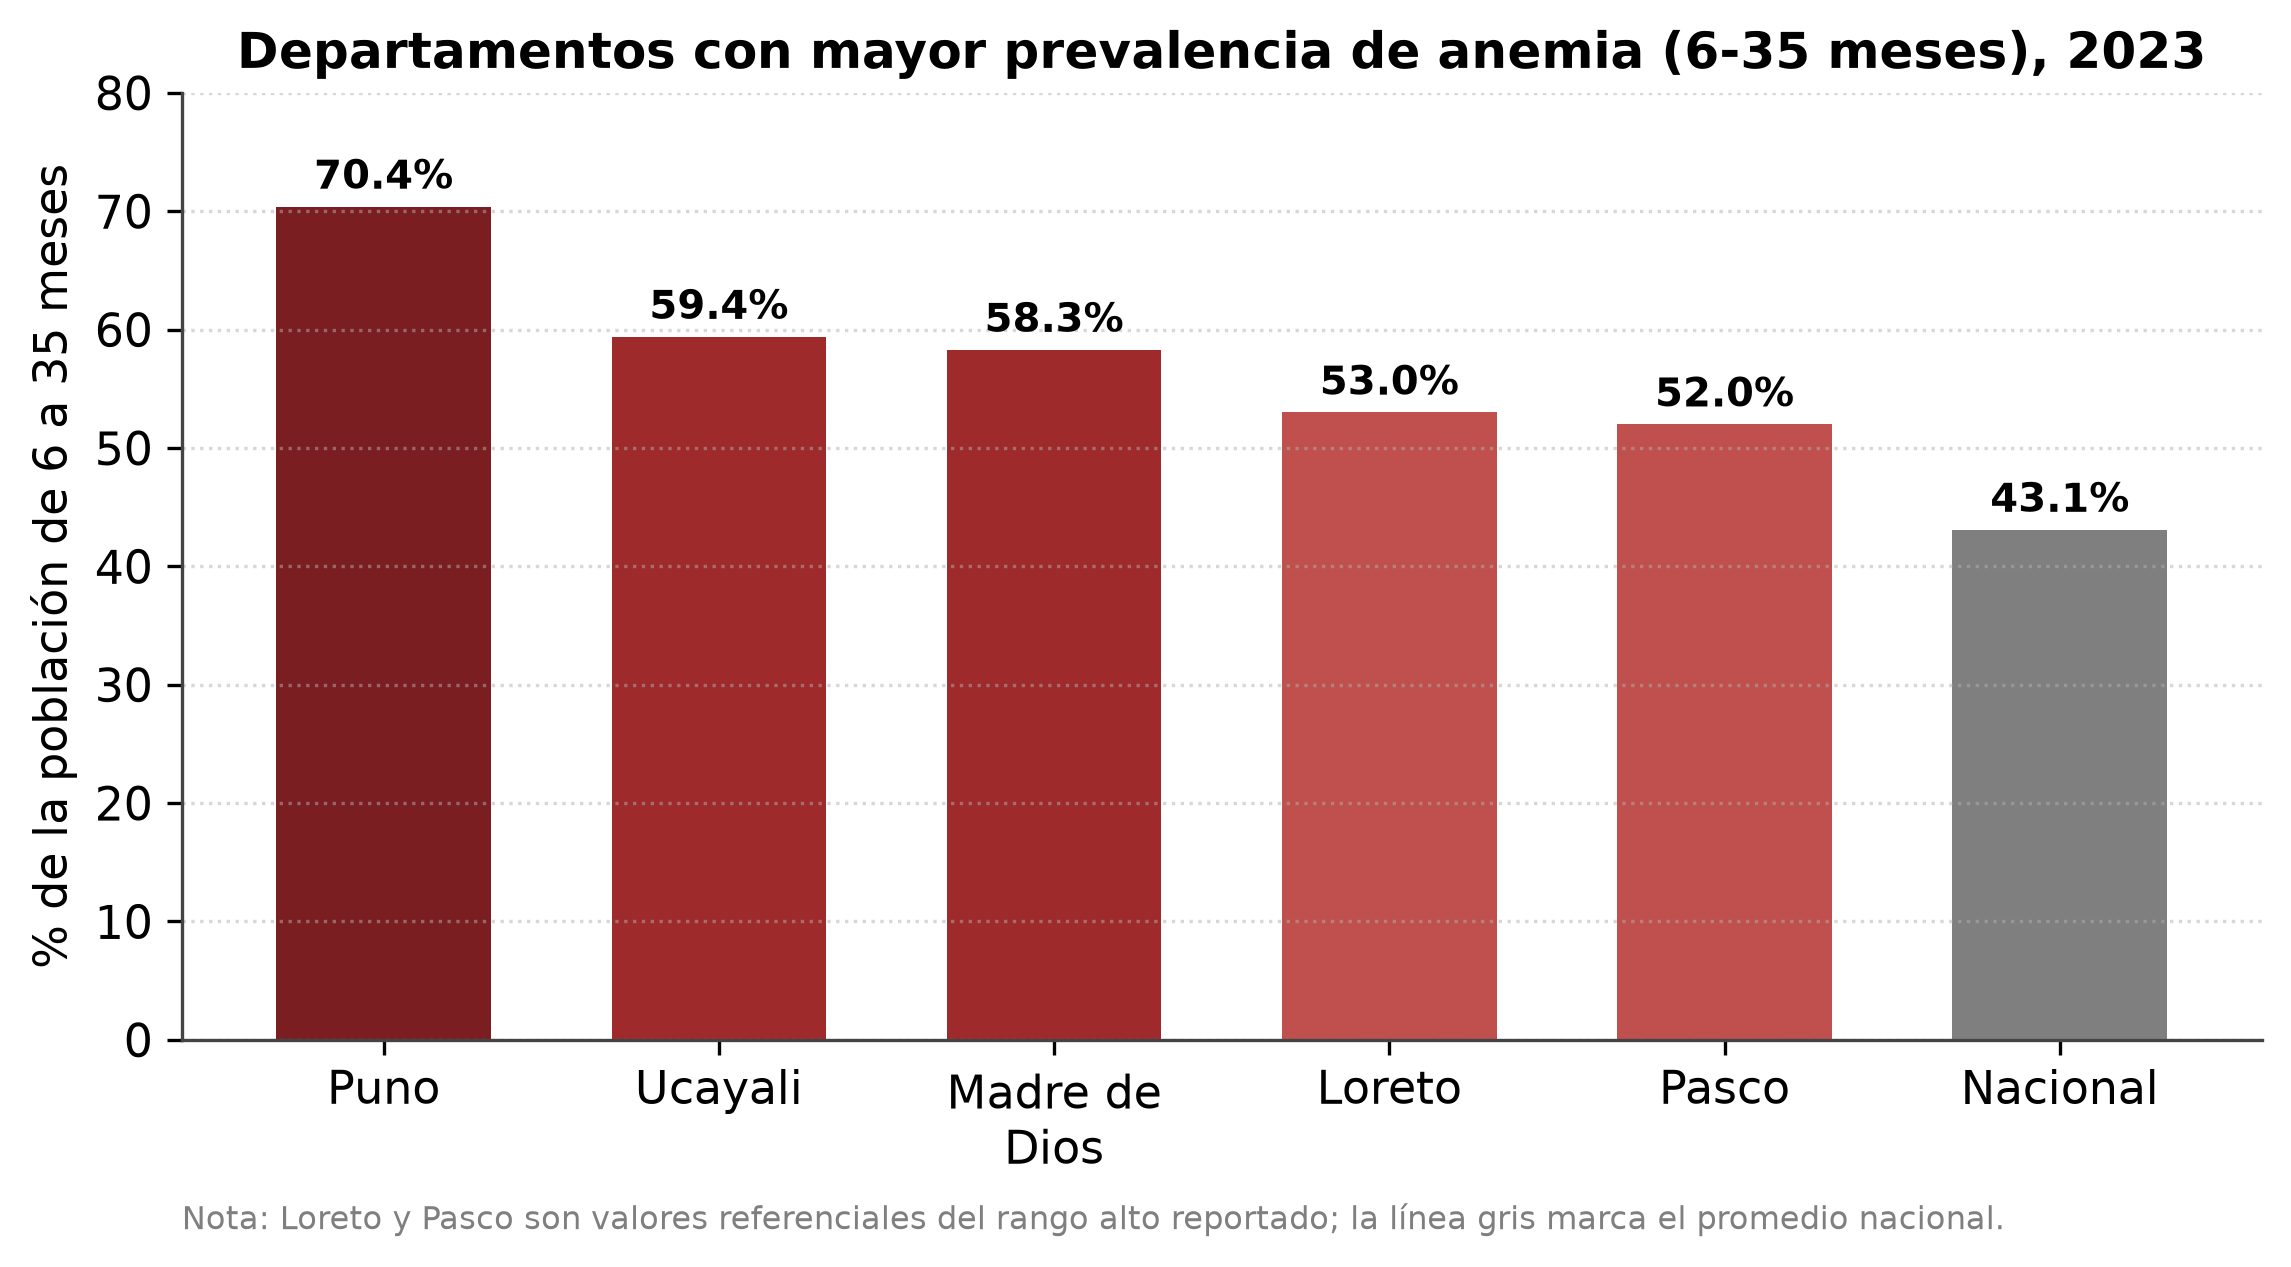 Departamentos con mayor prevalencia de anemia (6-35 meses), 2023
% de la población de 6 a 35 meses
80
70
60
50
40
30
20
10
0
70.4%
59.4%
58.3%
53.0%
52.0%
43.1%
Puno
Ucayali
Madre de
Dios
Loreto
Pasco
Nacional
Nota: Loreto y Pasco son valores referenciales del rango alto reportado; la línea gris marca el promedio nacional.